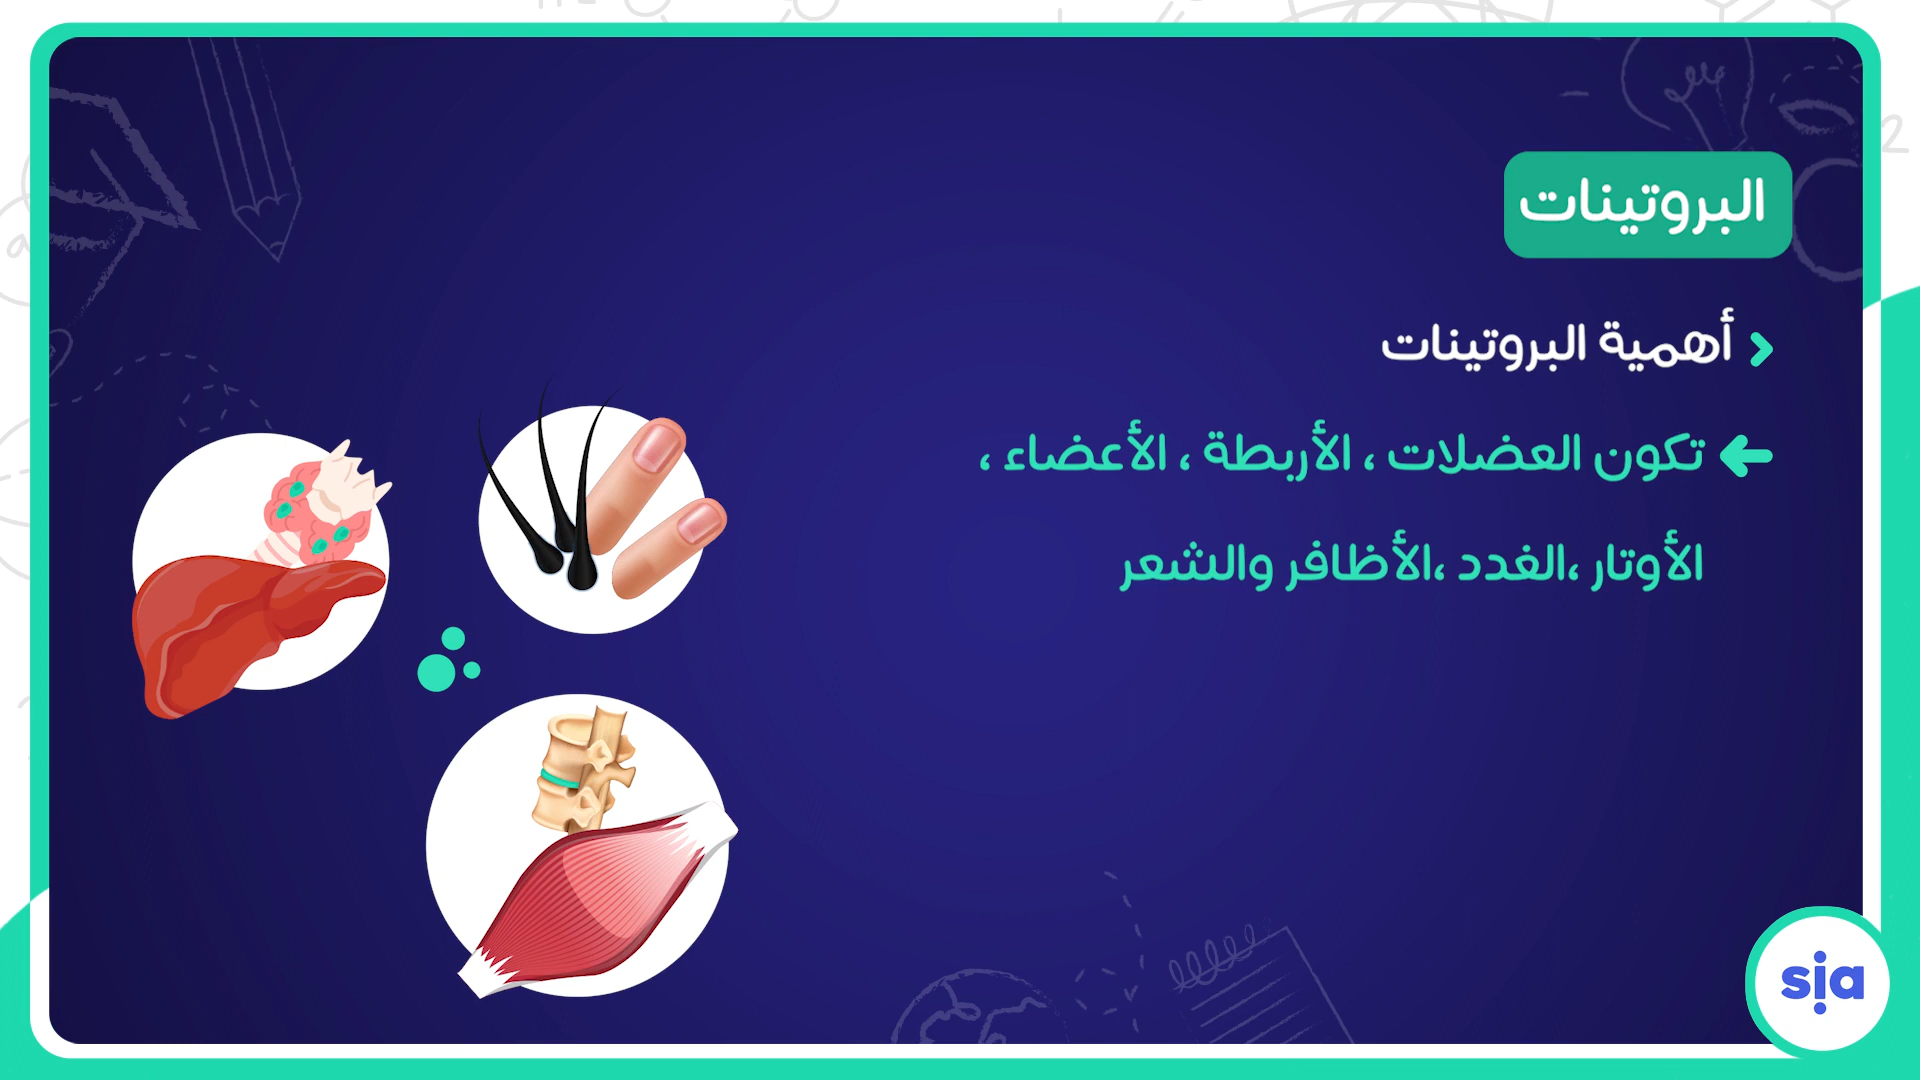 البروتينات
أهمية البروتينات
تكون العضلات ، الأربطة ، الأعضاء ،
الأوتار ،الغدد ،الأظافر والشعر
sia